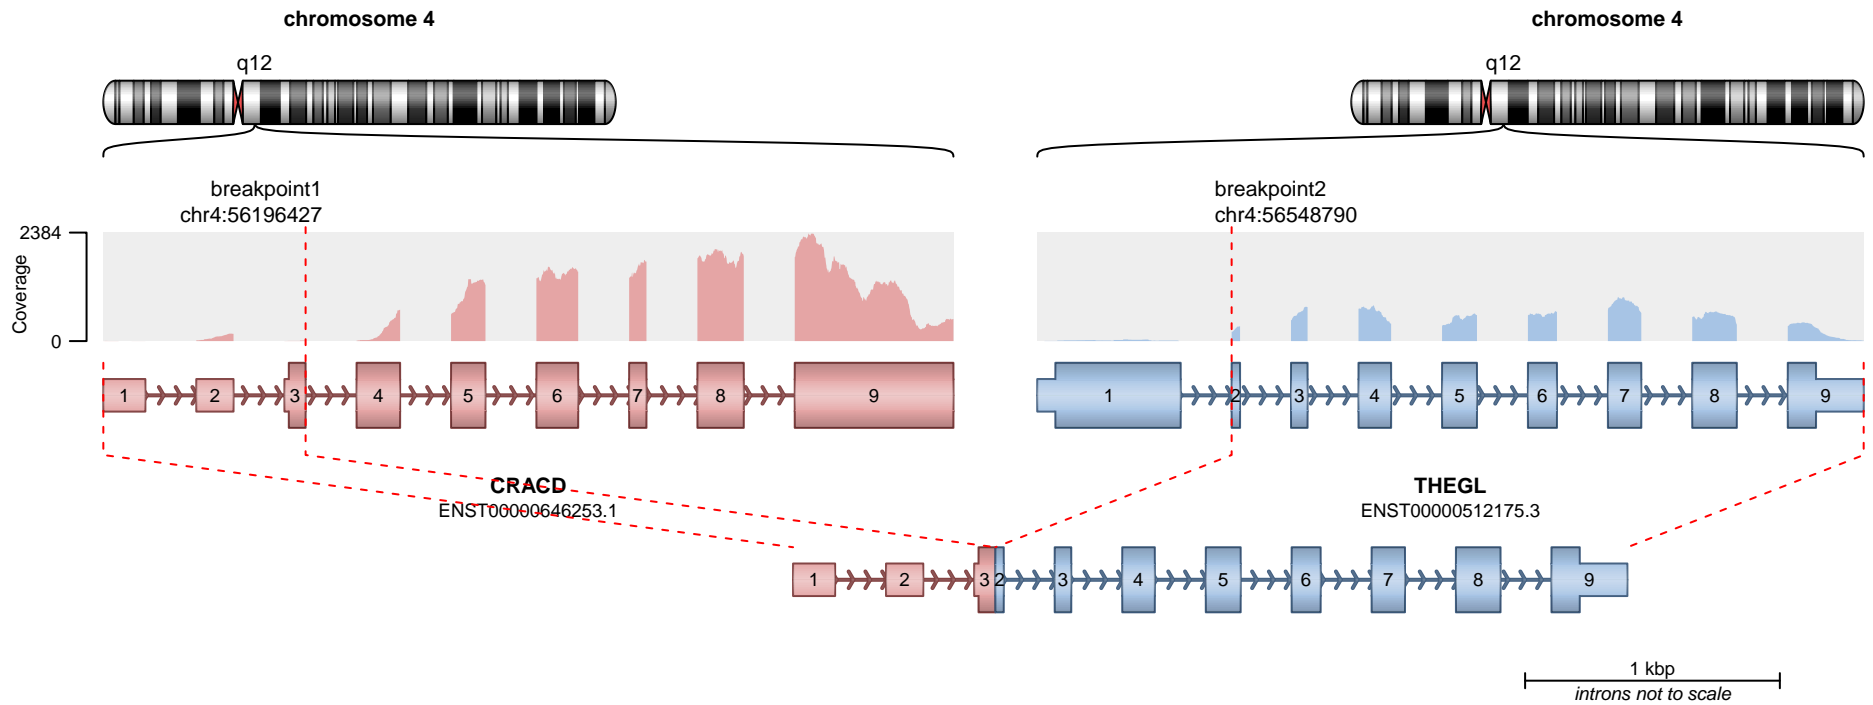 chromosome 4
chromosome 4
q12
q12
breakpoint1
chr4:56196427
breakpoint2
chr4:56548790
2384
Coverage
0
1 2 3 4 5 6 7 8 9
1 2 3 4 5 6 7 8 9
CRACD
ENST00000646253.1
THEGL
ENST00000512175.3
1 2 3 2 3 4 5 6 7 8 9
1 kbp
introns not to scale